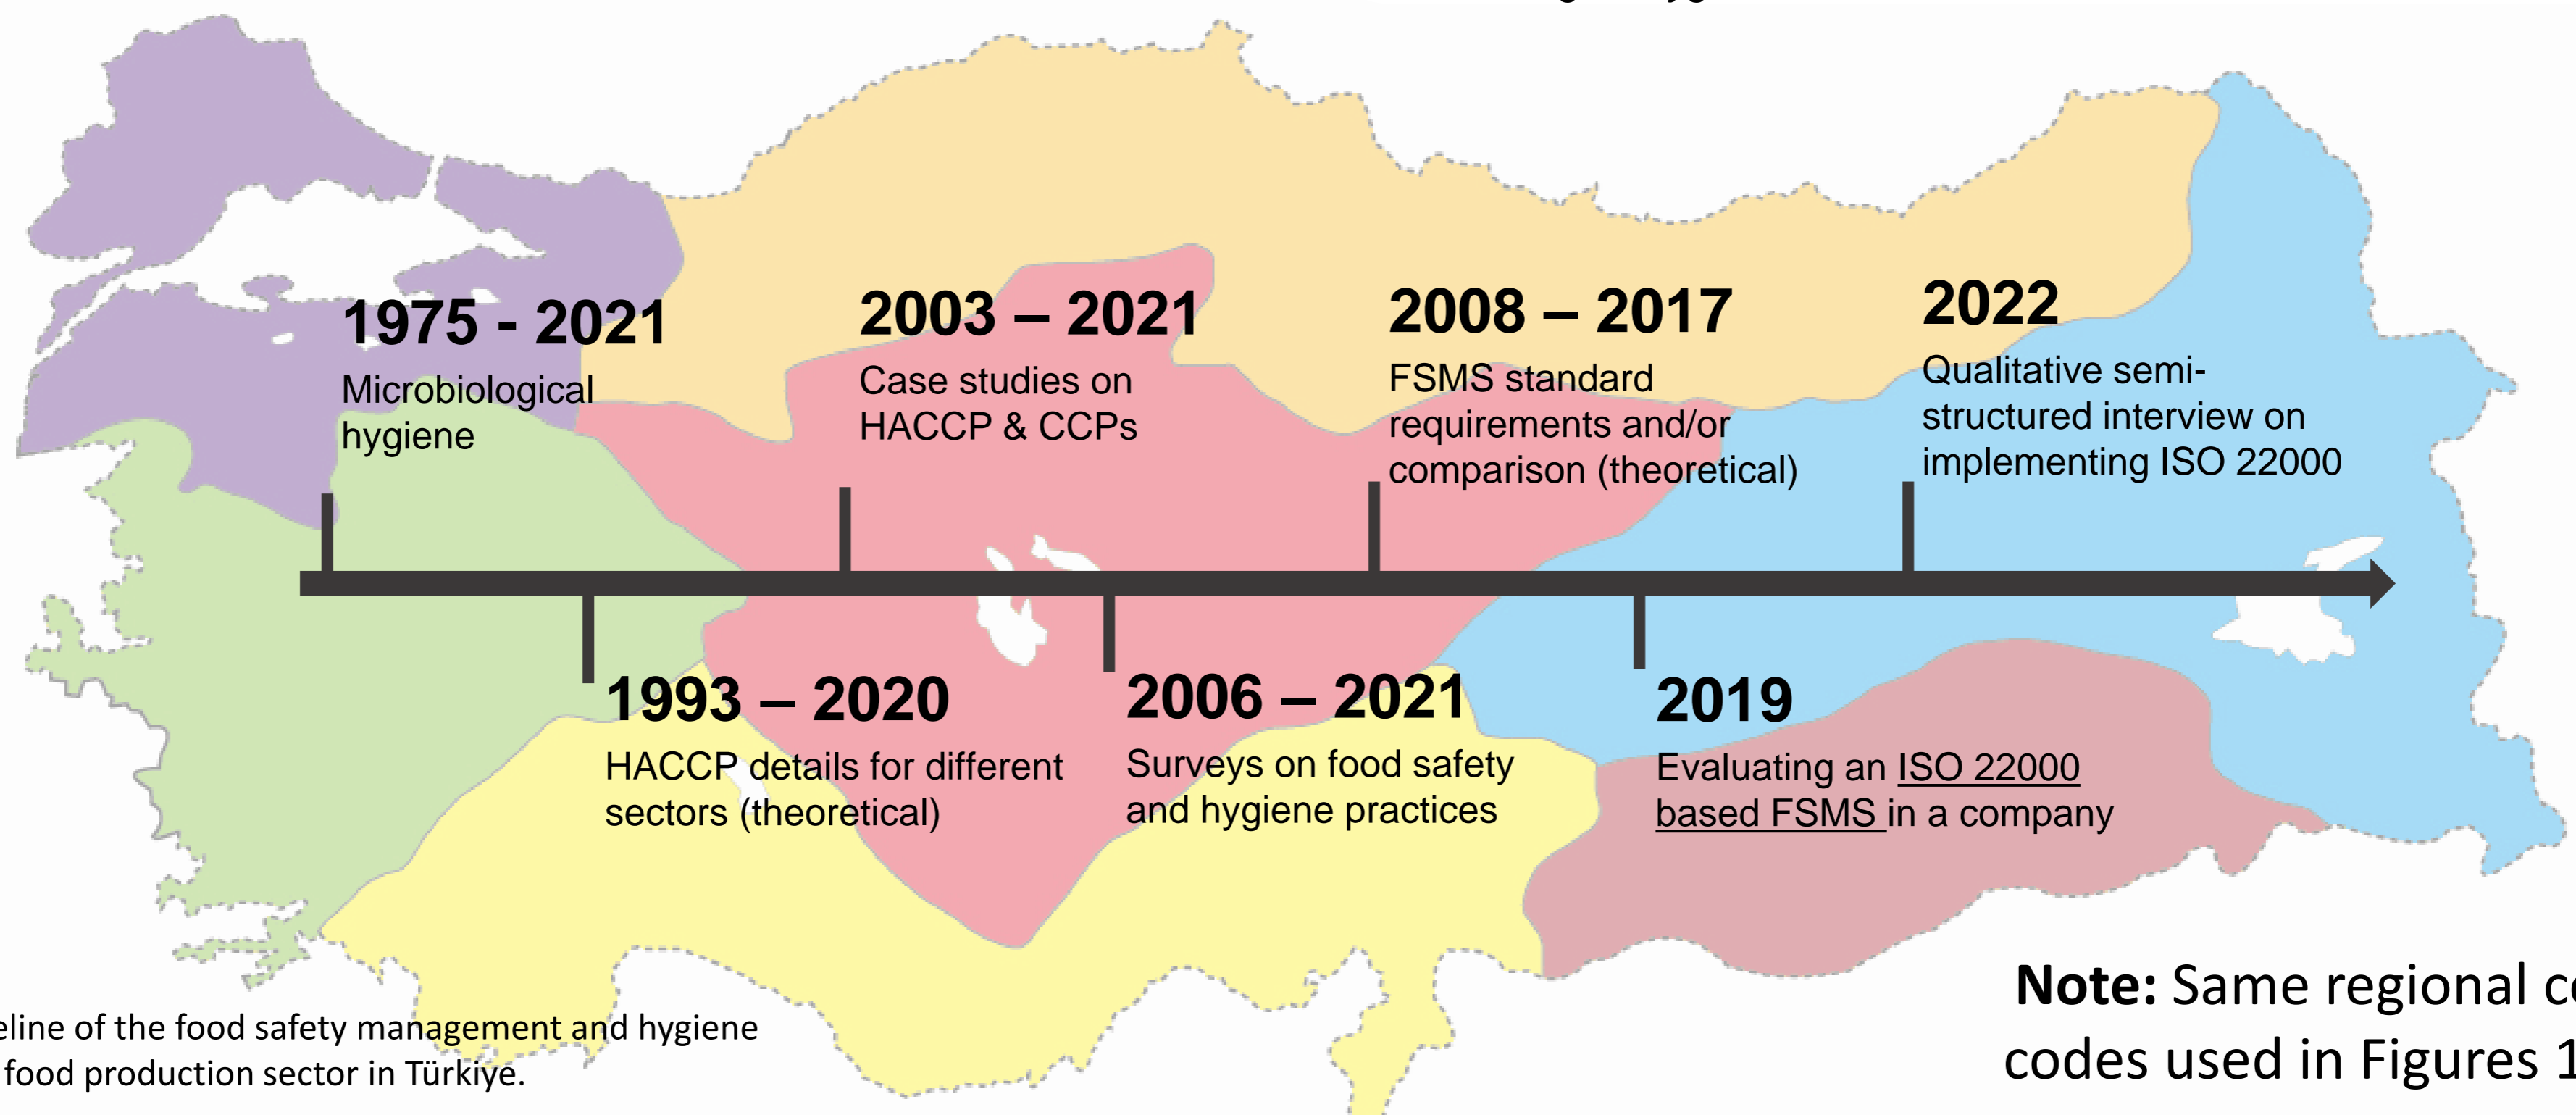 1975 - 2021
Microbiological
hygiene
2003 – 2021
Case studies on
HACCP & CCPs
2008 – 2017
FSMS standard
requirements and/or
comparison (theoretical)
2022
Qualitative semi-
structured interview on
implementing ISO 22000
1993 – 2020
HACCP details for different
sectors (theoretical)
2006 – 2021
Surveys on food safety
and hygiene practices
2019
Evaluating an ISO 22000
based FSMS in a company
of the food safety management and hygiene
food production sector in Türkiye.
Note: Same regional
codes used in Figures 1